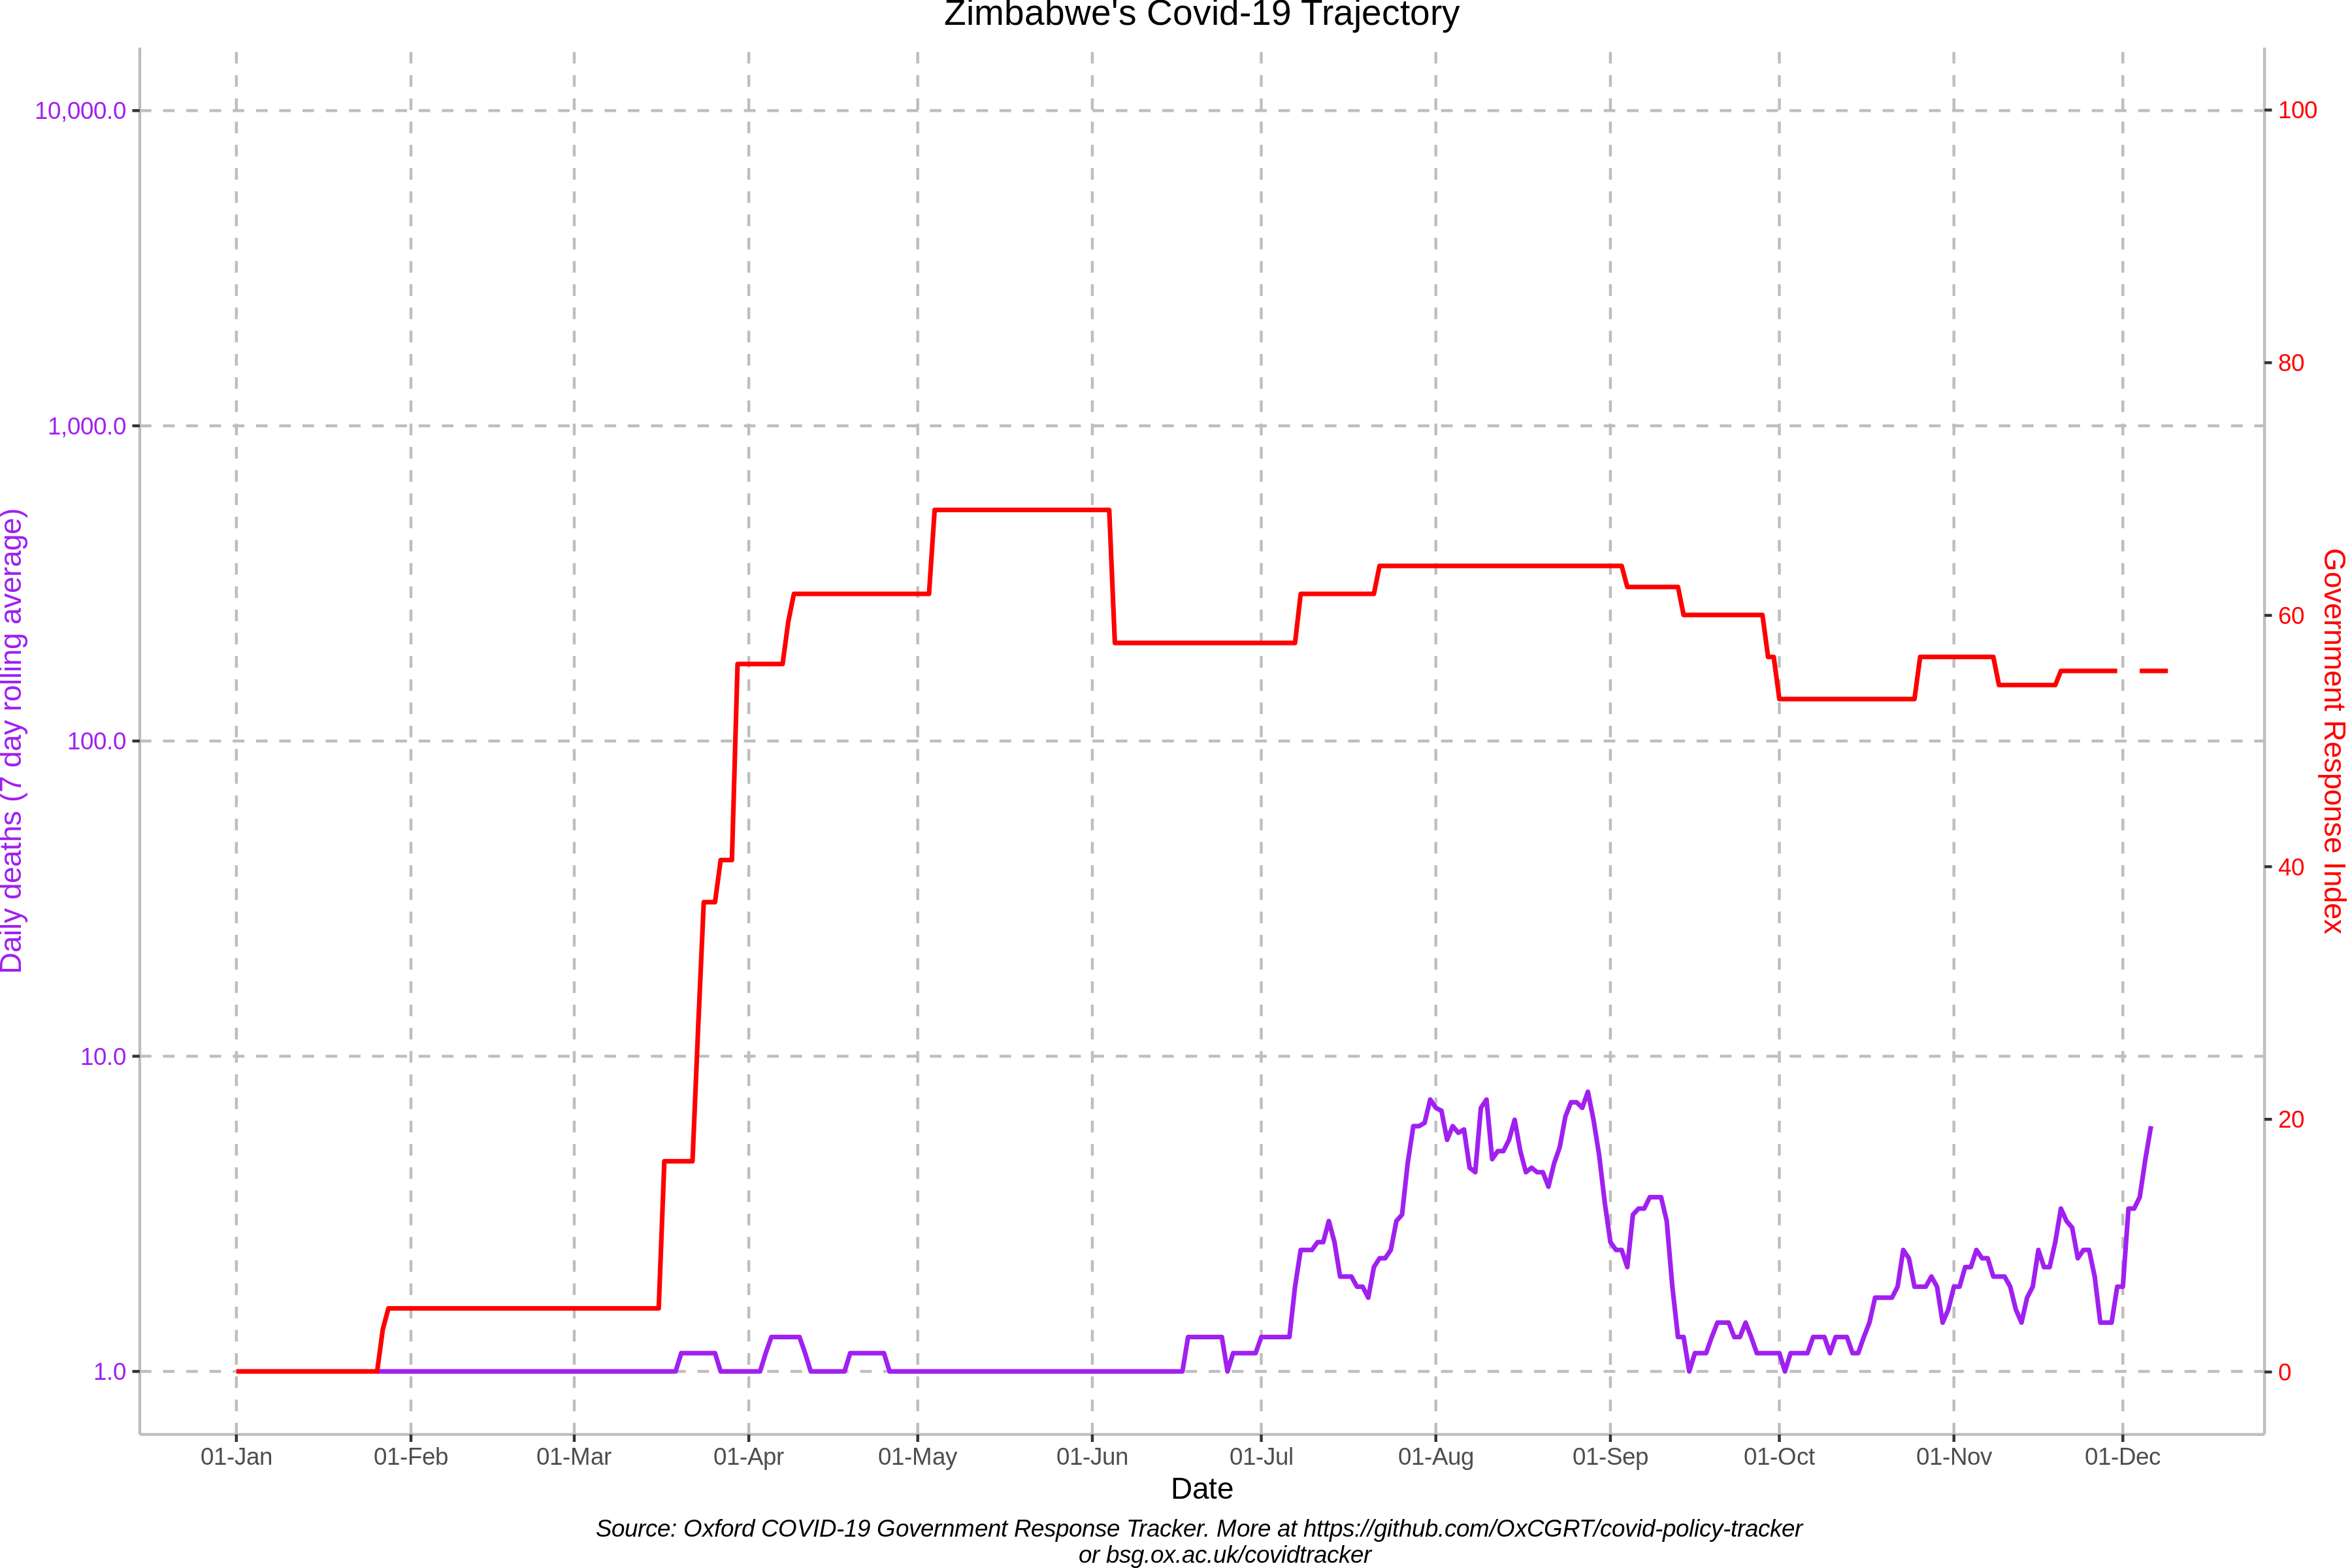 Zimbabwe's Covid-19 Trajectory
10,000.0
1,000.0
100.0
10.0
1.0
Daily deaths (7 day rolling average)
100
80
60
40
20
0
Government Response Index
01-Jan 01-Feb 01-Mar 01-Apr 01-May 01-Jun 01-Jul 01-Aug 01-Sep 01-Oct 01-Nov 01-Dec
Date
Source: Oxford COVID-19 Government Response Tracker. More at https://github.com/OxCGRT/covid-policy-tracker
or bsg.ox.ac.uk/covidtracker